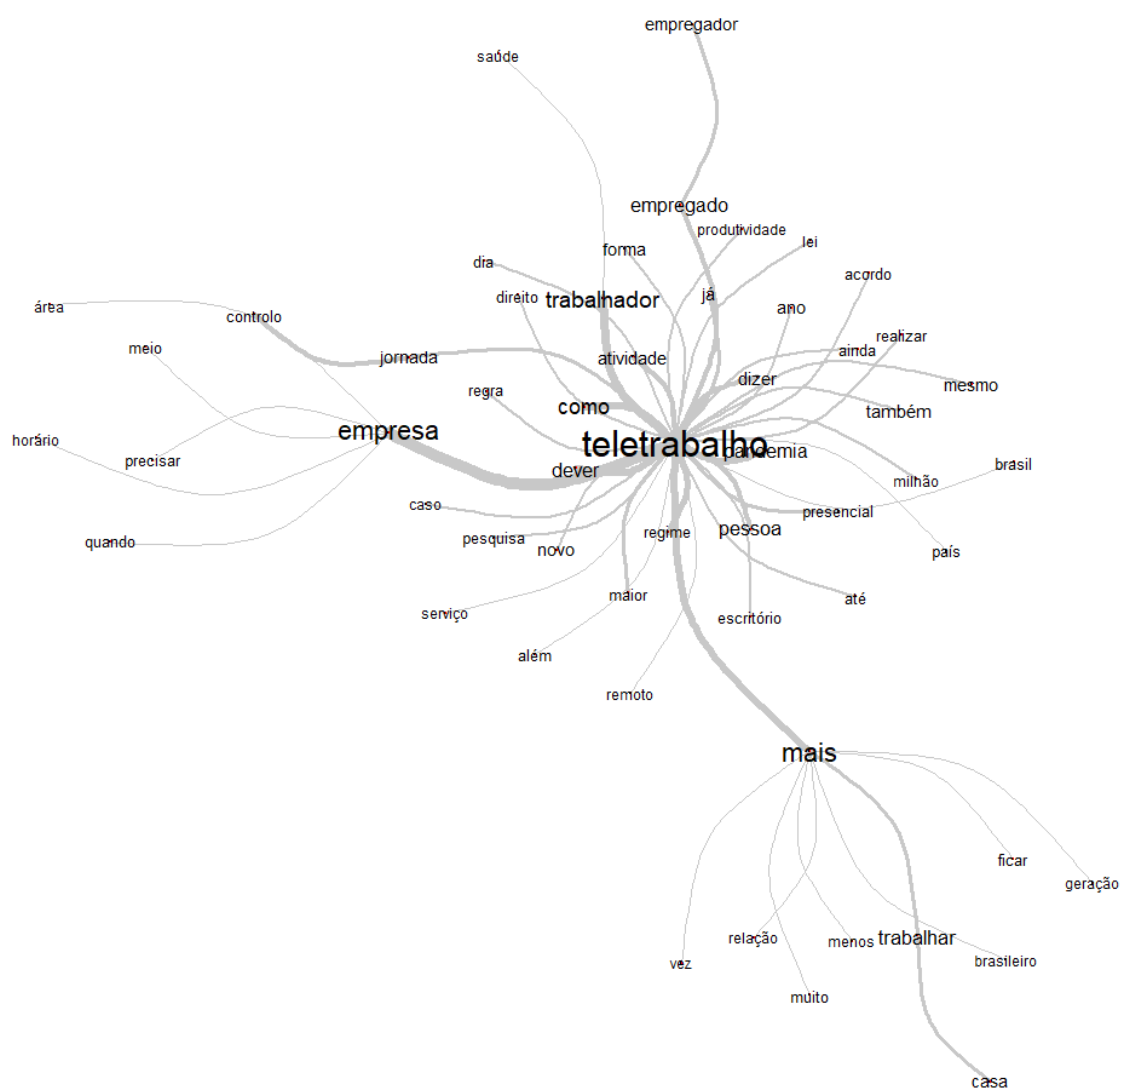 empregador
saúde
empregado
produtividade
forma
lei
dia
acordo
direito
trabalhador
já
ano
área
controlo
realizar
meio
jornada
atividade
ainda
dizer
mesmo
regra
como
também
empresa
teletrabalho
horário
precisar
dever
pandemia
brasil
milhão
caso
presencial
quando
pesquisa
novo
regime
pessoa
país
serviço
maior
até
escritório
além
remoto
mais
ficar
geração
relação
menos
trabalhar
vez
brasileiro
muito
casa